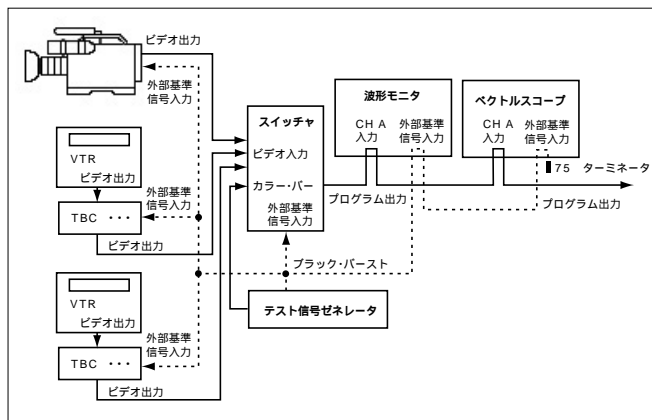 ビデオ出力
外部基準
信号入力
VTR
ビデオ出力
TBC ・・・
外部基準
信号入力
ビデオ出力
VTR
ビデオ出力
TBC ・・・
外部基準
信号入力
ビデオ出力
スイッチャ
ビデオ入力
カラー・バー
外部基準
信号入力
ブラック・バースト
テスト信号ゼネレータ
波形モニタ
CH A
入力
外部基準
信号入力
プログラム出力
ベクトルスコープ
CH A
入力
外部基準
信号入力
75 ターミネータ
プログラム出力